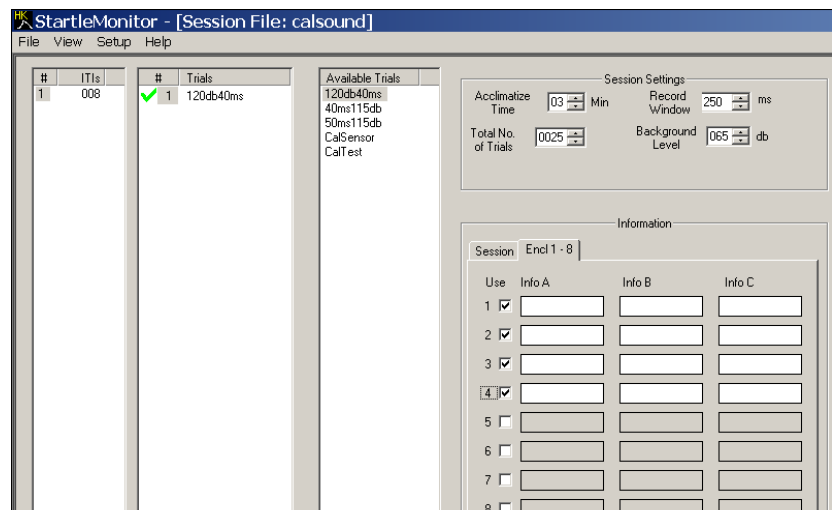 HK StartleMonitor - [Session File: calsound]
File View Setup Help
# ITIs
1 008
# Trials
1 120db40ms
Available Trials
120db40ms
40ms115db
50ms115db
CalSensor
CalTest
Session Settings
Acclimatize Time 03 Min
Record Window 250 ms
Total No. of Trials 0025
Background Level 065 db
Information
Session Encl 1 - 8
Use Info A Info B Info C
1
2
3
4
5
6
7
8